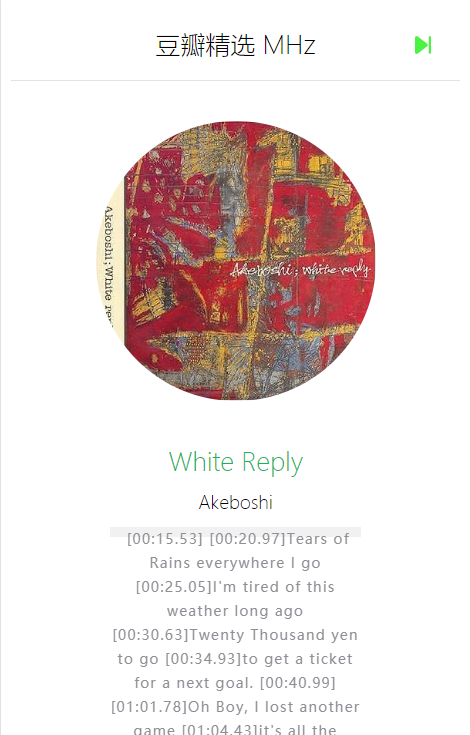 豆瓣精选 MHz
Akeboshi;White rep
Akeboshi; white reply
White Reply
Akeboshi
[00:15.53] [00:20.97]Tears of
Rains everywhere I go
[00:25.05]I'm tired of this
weather long ago
[00:30.63]Twenty Thousand yen
to go [00:34.93]to get a ticket
for a next goal. [00:40.99]
[01:01.78]Oh Boy, I lost another
game [01:04.43]it's all the